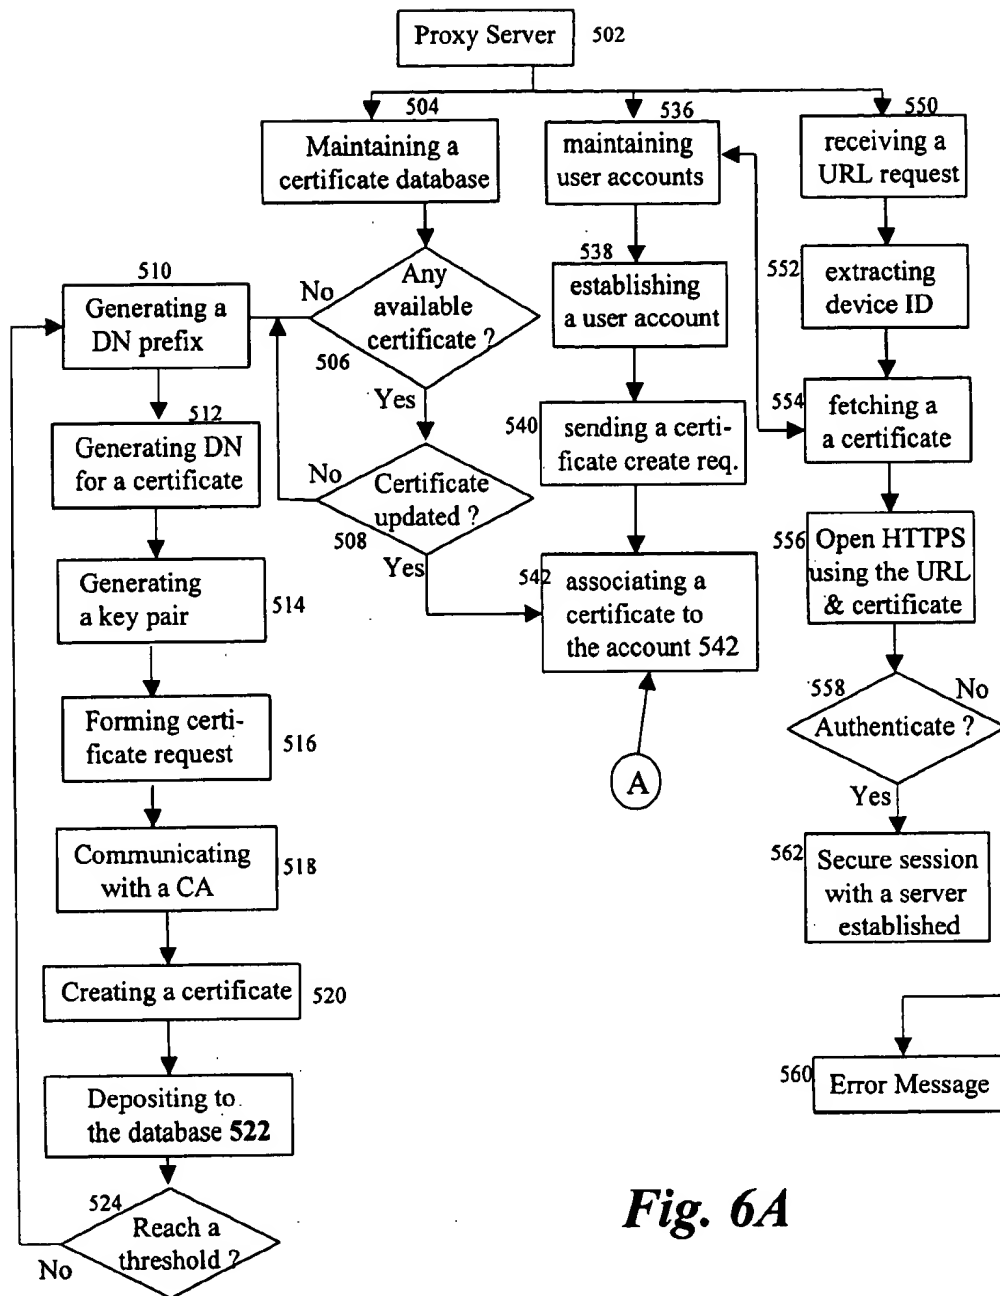 Proxy Server
502
504
Maintaining a
certificate database
536
maintaining
user accounts
550
receiving a
URL request
510
Generating a
DN prefix
No
Any
available
certificate ?
506
Yes
538
establishing
a user account
552
extracting
device ID
512
Generating DN
for a certificate
No
Certificate
updated ?
508
Yes
540
sending a certi-
ficate create req.
554
fetching a
a certificate
Generating
a key pair
514
542
associating a
certificate to
the account 542
556
Open HTTPS
using the URL
& certificate
Forming certi-
ficate request
516
A
558
No
Authenticate ?
Yes
Communicating
with a CA
518
562
Secure session
with a server
established
Creating a certificate
520
Depositing to
the database 522
560
Error Message
524
Reach a
threshold ?
No
Fig. 6A